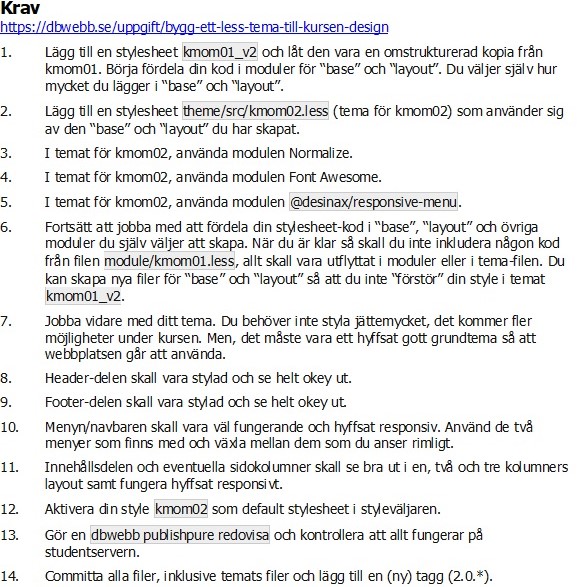 Krav
https://dbwebb.se/uppgift/bygg-ett-less-tema-till-kursen-design
1. Lägg till en stylesheet kmom01_v2 och låt den vara en omstrukturerad kopia från
kmom01. Börja fördela din kod i moduler för “base” och “layout”. Du väljer själv hur
mycket du lägger i “base” och “layout”.
2. Lägg till en stylesheet theme/src/kmom02.less (tema för kmom02) som använder sig
av den “base” och “layout” du har skapat.
3. I temat för kmom02, använda modulen Normalize.
4. I temat för kmom02, använda modulen Font Awesome.
5. I temat för kmom02, använda modulen @desinax/responsive-menu.
6. Fortsätt att jobba med att fördela din stylesheet-kod i “base”, “layout” och övriga
moduler du själv väljer att skapa. När du är klar så skall du inte inkludera någon kod
från filen module/kmom01.less, allt skall vara utflyttat i moduler eller i tema-filen. Du
kan skapa nya filer för “base” och “layout” så att du inte “förstör” din style i temat
kmom01_v2.
7. Jobba vidare med ditt tema. Du behöver inte styla jättemycket, det kommer fler
möjligheter under kursen. Men, det måste vara ett hyffsat gott grundtema så att
webbplatsen går att använda.
8. Header-delen skall vara stylad och se helt okey ut.
9. Footer-delen skall vara stylad och se helt okey ut.
10. Menyn/navbaren skall vara väl fungerande och hyffsat responsiv. Använd de två
menyer som finns med och växla mellan dem som du anser rimligt.
11. Innehållsdelen och eventuella sidokolumner skall se bra ut i en, två och tre kolumners
layout samt fungera hyffsat responsivt.
12. Aktivera din style kmom02 som default stylesheet i styleväljaren.
13. Gör en dbwebb publishpure redovisa och kontrollera att allt fungerar på
studentservern.
14. Committa alla filer, inklusive temats filer och lägg till en (ny) tagg (2.0.*).